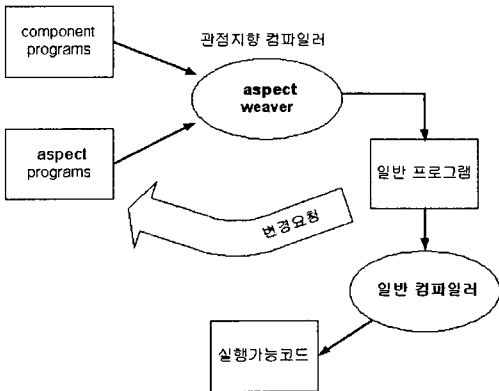 component
programs
관점지향 컴파일러
aspect
weaver
aspect
programs
일반 프로그램
변경요청
일반 컴파일러
실행가능코드